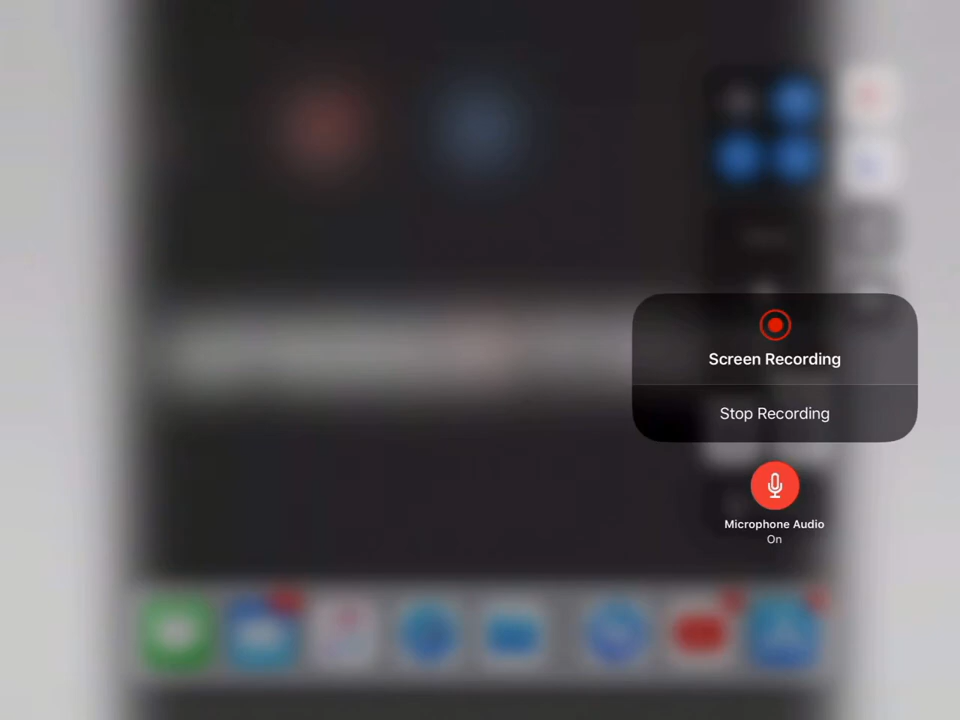 Screen Recording
Stop Recording
Microphone Audio
On